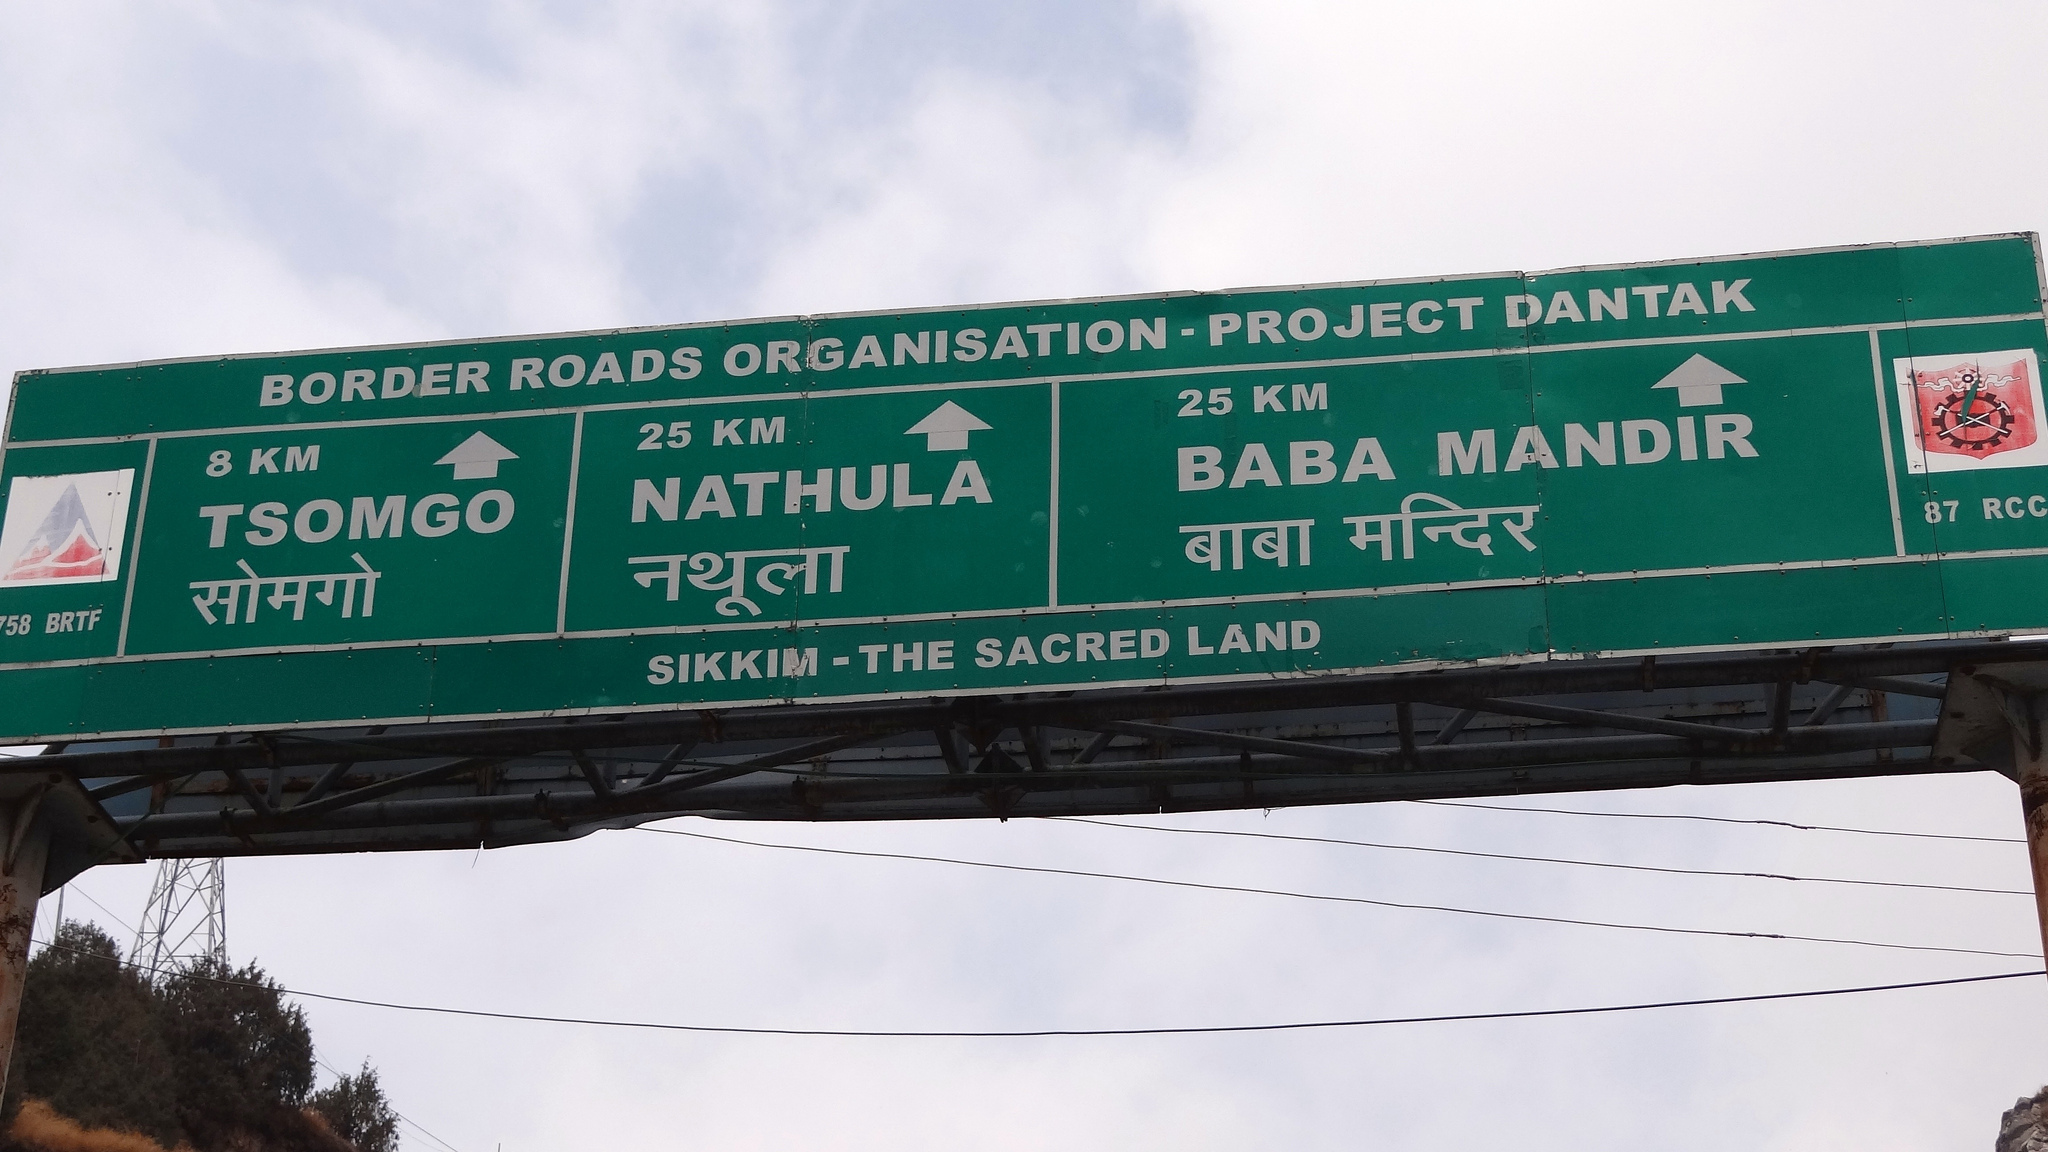 BORDER ROADS ORGANISATION - PROJECT DANTAK
8 KM
TSOMGO
सोमगो
25 KM
NATHULA
नथूला
25 KM
BABA MANDIR
बाबा मन्दिर
758 BRTF
87 RCC
SIKKIM - THE SACRED LAND